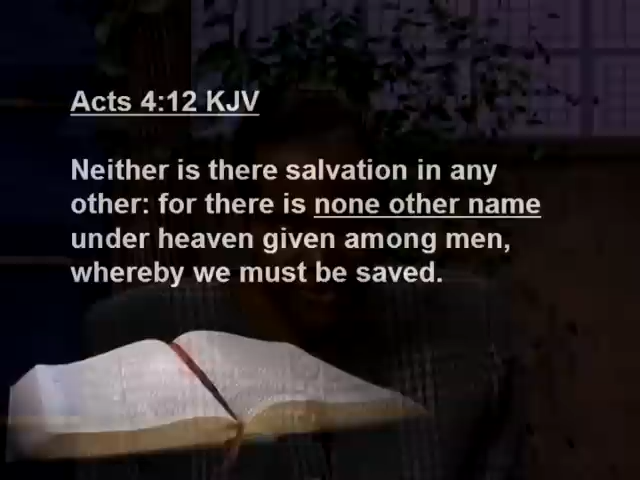 Acts 4:12 KJV
Neither is there salvation in any
other: for there is none other name
under heaven given among men,
whereby we must be saved.